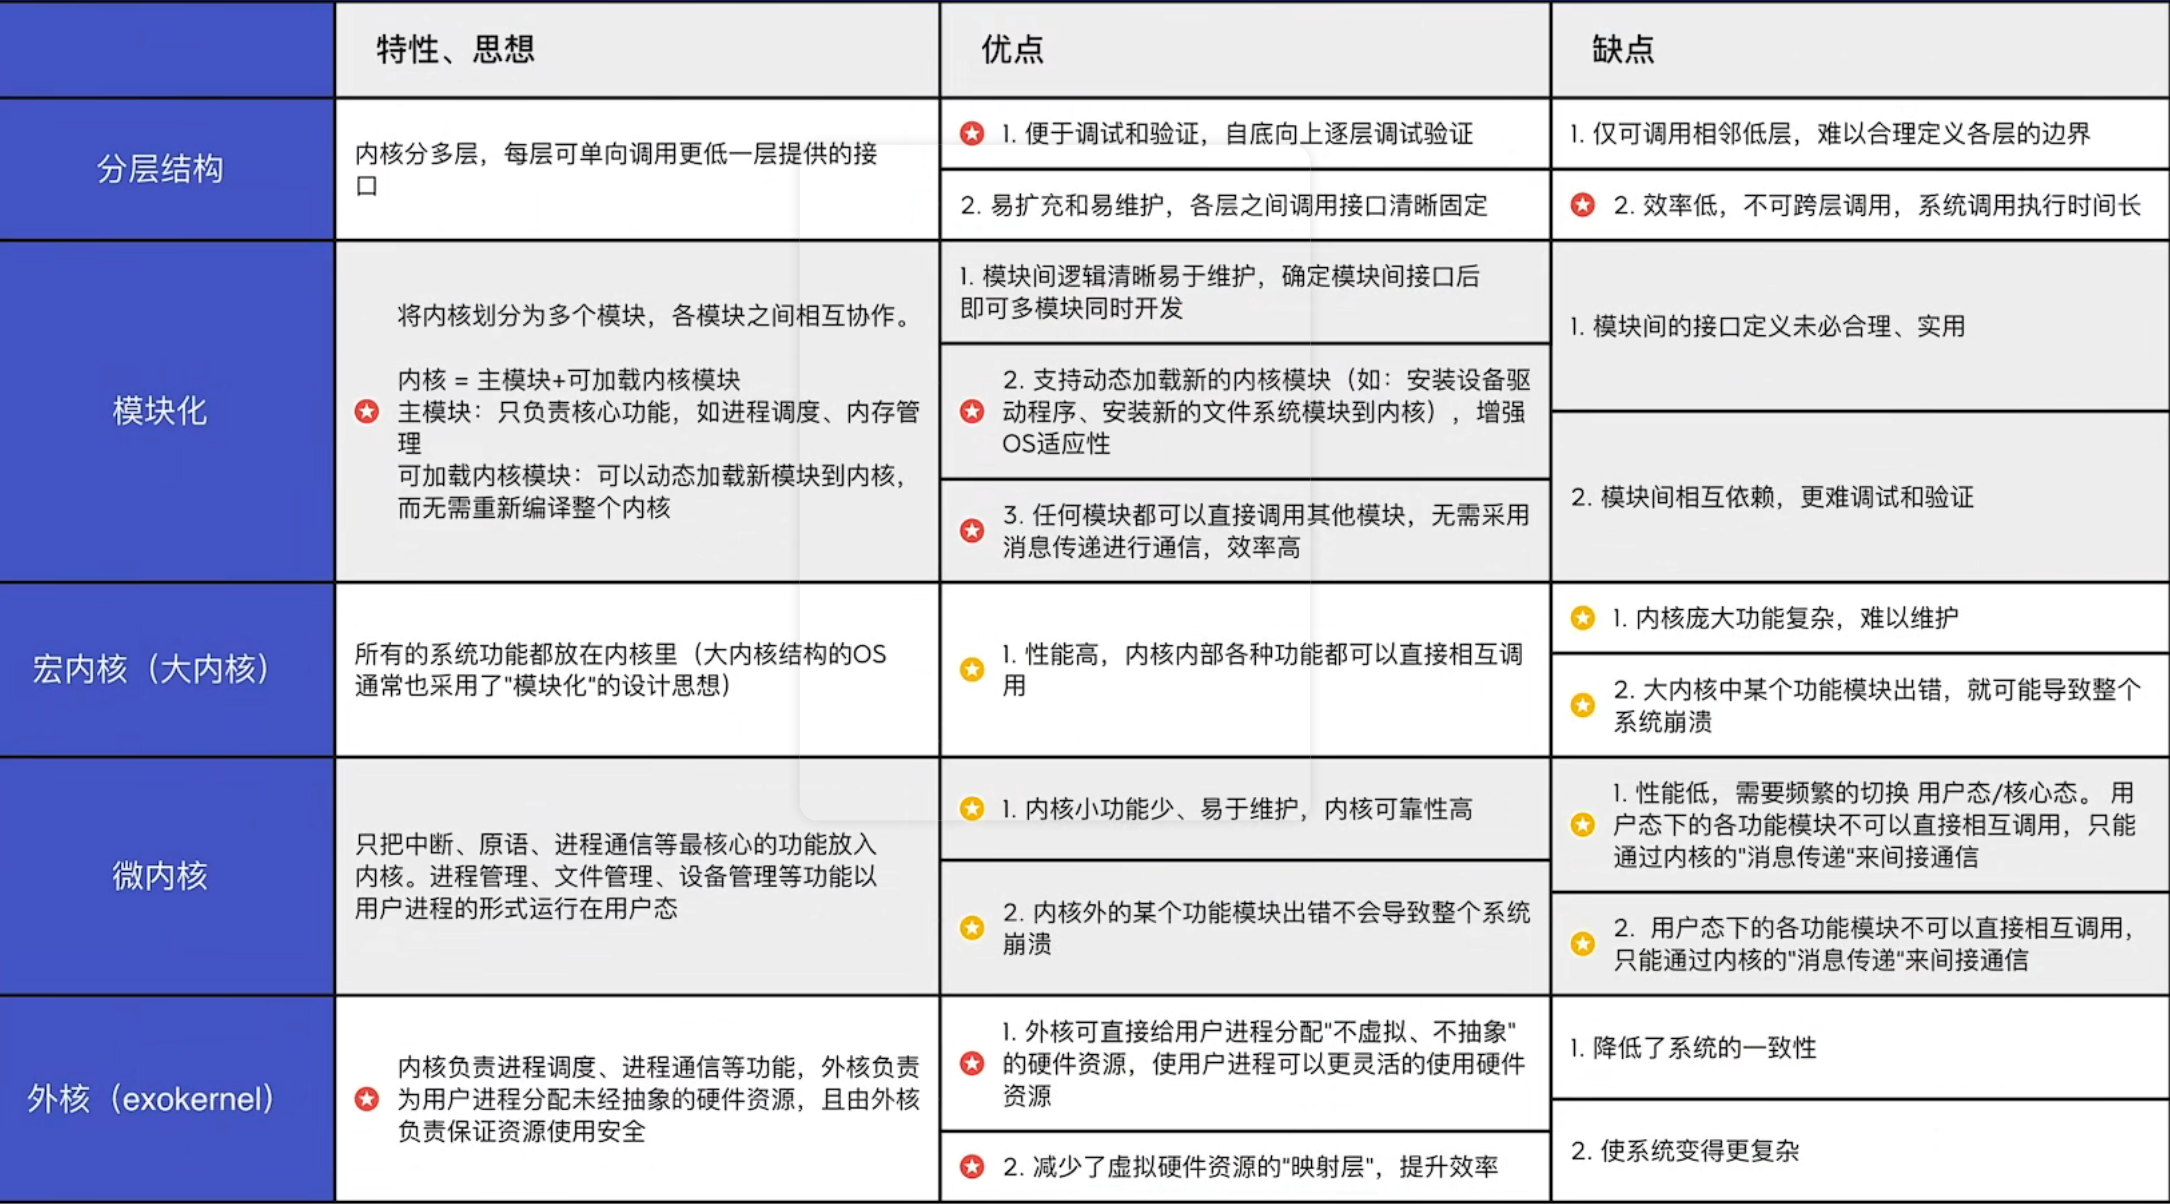 特性、思想
优点
缺点
分层结构
内核分多层，每层可单向调用更低一层提供的接
口
1. 便于调试和验证，自底向上逐层调试验证
2. 易扩充和易维护，各层之间调用接口清晰固定
1. 仅可调用相邻低层，难以合理定义各层的边界
2. 效率低，不可跨层调用，系统调用执行时间长
模块化
将内核划分为多个模块，各模块之间相互协作。
内核 = 主模块+可加载内核模块
主模块：只负责核心功能，如进程调度、内存管
理
可加载内核模块：可以动态加载新模块到内核，
而无需重新编译整个内核
1. 模块间逻辑清晰易于维护，确定模块间接口后
即可多模块同时开发
2. 支持动态加载新的内核模块（如：安装设备驱
动程序、安装新的文件系统模块到内核），增强
OS适应性
3. 任何模块都可以直接调用其他模块，无需采用
消息传递进行通信，效率高
1. 模块间的接口定义未必合理、实用
2. 模块间相互依赖，更难调试和验证
宏内核（大内核）
所有的系统功能都放在内核里（大内核结构的OS
通常也采用了"模块化"的设计思想）
1. 性能高，内核内部各种功能都可以直接相互调
用
1. 内核庞大功能复杂，难以维护
2. 大内核中某个功能模块出错，就可能导致整个
系统崩溃
微内核
只把中断、原语、进程通信等最核心的功能放入
内核。进程管理、文件管理、设备管理等功能以
用户进程的形式运行在用户态
1. 内核小功能少、易于维护，内核可靠性高
2. 内核外的某个功能模块出错不会导致整个系统
崩溃
1. 性能低，需要频繁的切换 用户态/核心态。 用
户态下的各功能模块不可以直接相互调用，只能
通过内核的"消息传递"来间接通信
2. 用户态下的各功能模块不可以直接相互调用，
只能通过内核的"消息传递"来间接通信
外核（exokernel）
内核负责进程调度、进程通信等功能，外核负责
为用户进程分配未经抽象的硬件资源，且由外核
负责保证资源使用安全
1. 外核可直接给用户进程分配"不虚拟、不抽象"
的硬件资源，使用户进程可以更灵活的使用硬件
资源
2. 减少了虚拟硬件资源的"映射层"，提升效率
1. 降低了系统的一致性
2. 使系统变得更复杂